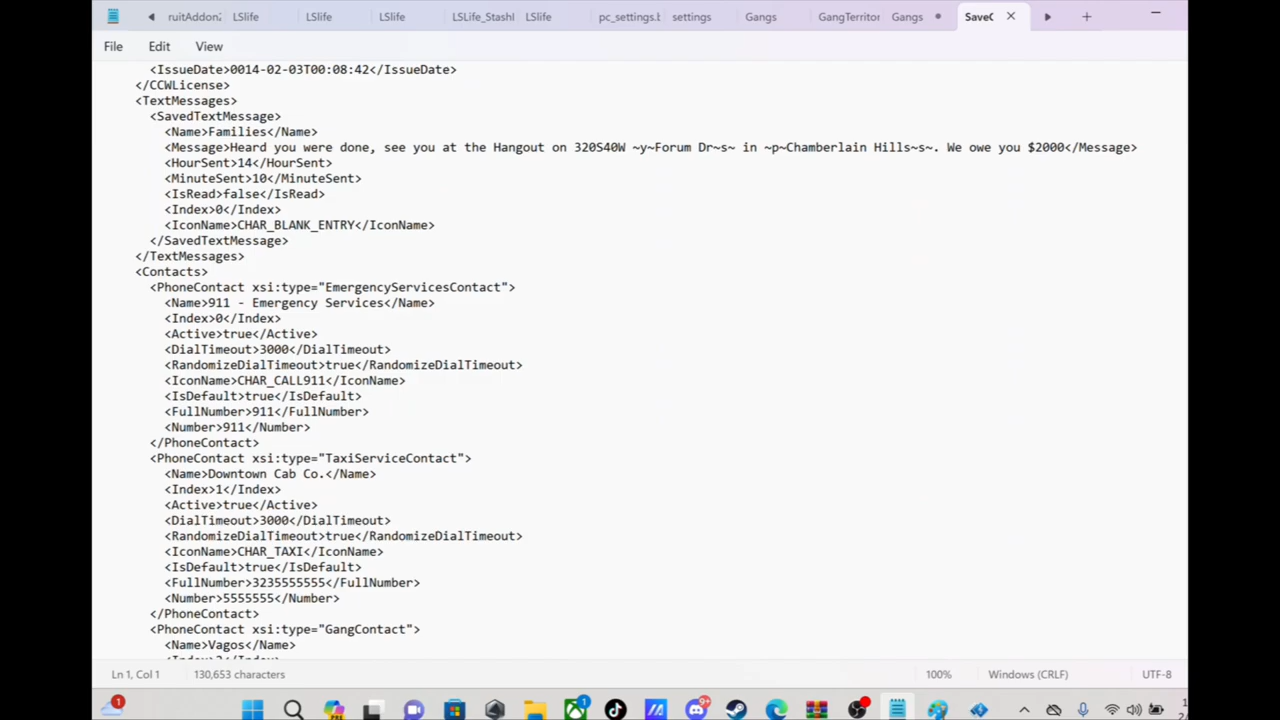 ruitAddon2 LSlife LSlife LSlife LSLife_Stashl LSlife pc_settings.b settings Gangs GangTerritor Gangs SaveG
File Edit View
<IssueDate>0014-02-03T00:08:42</IssueDate>
</CCWLicense>
<TextMessages>
<SavedTextMessage>
<Name>Families</Name>
<Message>Heard you were done, see you at the Hangout on 320S40W ~y~Forum Dr~s~ in ~p~Chamberlain Hills~s~. We owe you $2000</Message>
<HourSent>14</HourSent>
<MinuteSent>10</MinuteSent>
<IsRead>false</IsRead>
<Index>0</Index>
<IconName>CHAR_BLANK_ENTRY</IconName>
</SavedTextMessage>
</TextMessages>
<Contacts>
<PhoneContact xsi:type="EmergencyServicesContact">
<Name>911 - Emergency Services</Name>
<Index>0</Index>
<Active>true</Active>
<DialTimeout>3000</DialTimeout>
<RandomizeDialTimeout>true</RandomizeDialTimeout>
<IconName>CHAR_CALL911</IconName>
<IsDefault>true</IsDefault>
<FullNumber>911</FullNumber>
<Number>911</Number>
</PhoneContact>
<PhoneContact xsi:type="TaxiServiceContact">
<Name>Downtown Cab Co.</Name>
<Index>1</Index>
<Active>true</Active>
<DialTimeout>3000</DialTimeout>
<RandomizeDialTimeout>true</RandomizeDialTimeout>
<IconName>CHAR_TAXI</IconName>
<IsDefault>true</IsDefault>
<FullNumber>3235555555</FullNumber>
<Number>5555555</Number>
</PhoneContact>
<PhoneContact xsi:type="GangContact">
<Name>Vagos</Name>
Ln 1, Col 1 130,653 characters 100% Windows (CRLF) UTF-8
1 1 9+